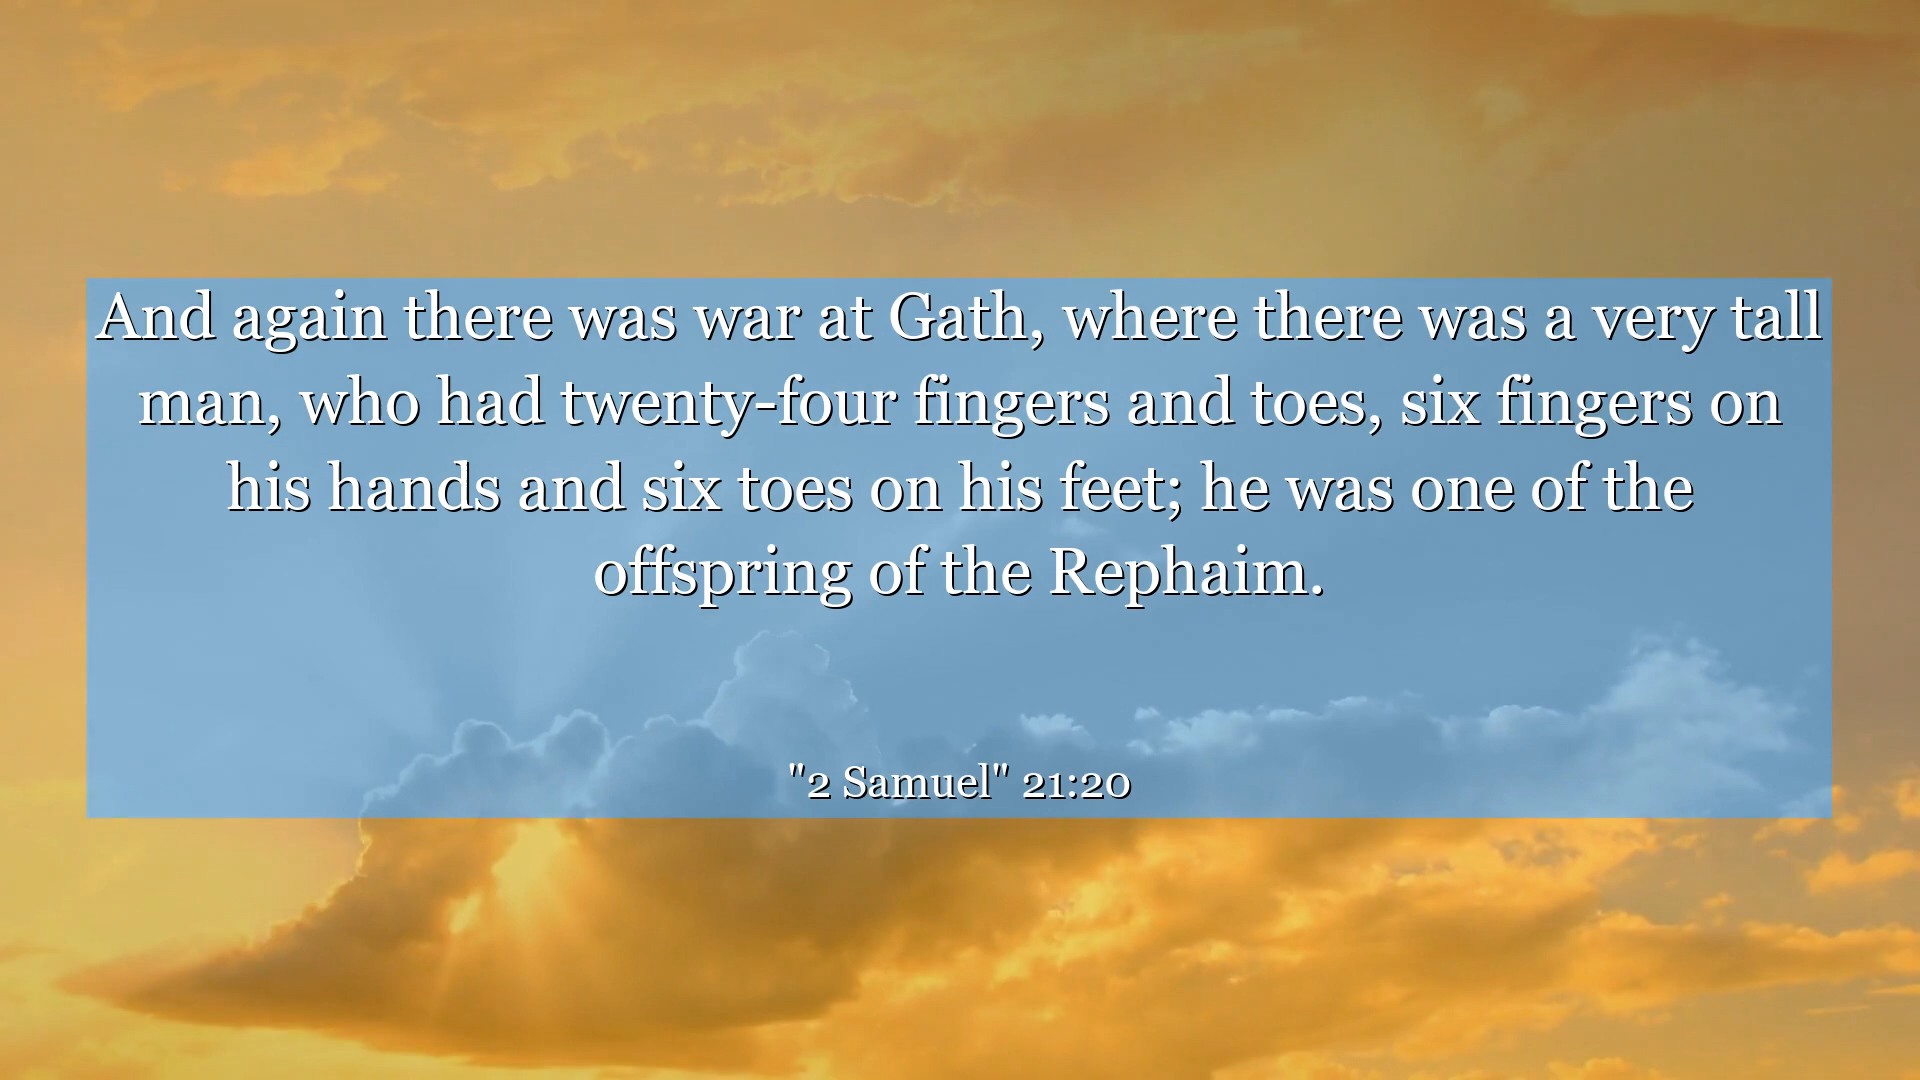 And again there was war at Gath, where there was a very tall
man, who had twenty-four fingers and toes, six fingers on
his hands and six toes on his feet; he was one of the
offspring of the Rephaim.
"2 Samuel" 21:20